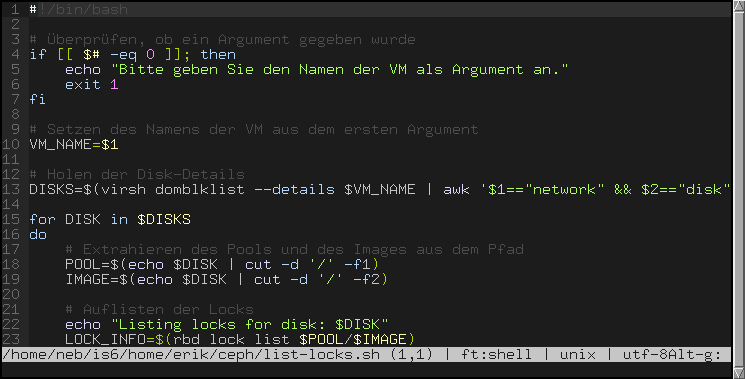 1 #!/bin/bash
2
3 # Überprüfen, ob ein Argument gegeben wurde
4 if [[ $# -eq 0 ]]; then
5     echo "Bitte geben Sie den Namen der VM als Argument an."
6     exit 1
7 fi
8
9 # Setzen des Namens der VM aus dem ersten Argument
10 VM_NAME=$1
11
12 # Holen der Disk-Details
13 DISKS=$(virsh domblklist --details $VM_NAME | awk '$1=="network" && $2=="disk"
14
15 for DISK in $DISKS
16 do
17     # Extrahieren des Pools und des Images aus dem Pfad
18     POOL=$(echo $DISK | cut -d '/' -f1)
19     IMAGE=$(echo $DISK | cut -d '/' -f2)
20
21     # Auflisten der Locks
22     echo "Listing locks for disk: $DISK"
23     LOCK_INFO=$(rbd lock list $POOL/$IMAGE)
/home/neb/is6/home/erik/ceph/list-locks.sh (1,1) | ft:shell | unix | utf-8Alt-g: